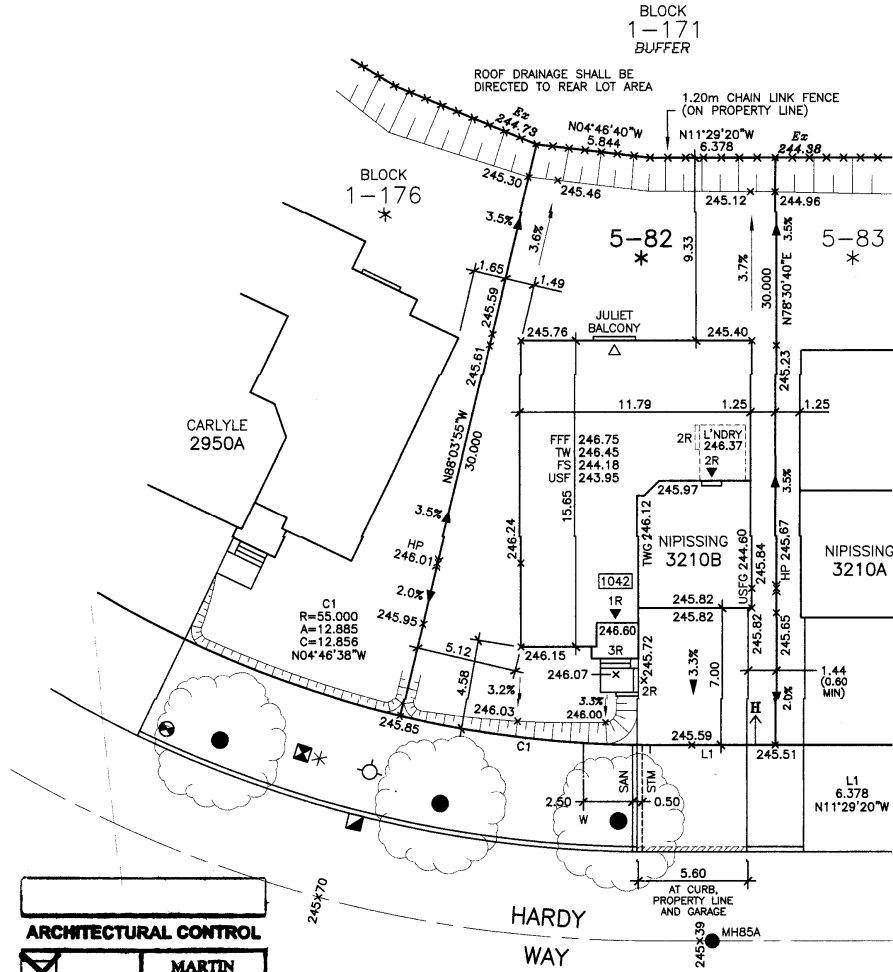 BLOCK
1-171
BUFFER
ROOF DRAINAGE SHALL BE
DIRECTED TO REAR LOT AREA
1.20m CHAIN LINK FENCE
(ON PROPERTY LINE)
Ex
244.73
N04°46'40"W
5.844
N11°29'20"W
6.378
Ex
244.38
BLOCK
1-176
245.30
245.46
245.12
244.96
3.5%
3.6%
5-82
9.33
3.7%
30.000
3.5%
N78°30'40"E
5-83
1.65
1.49
245.59
245.61
JULIET
BALCONY
245.76
245.40
245.23
11.79
1.25
1.25
CARLYLE
2950A
N88°03'55"W
30.000
FFF 246.75
TW 246.45
FS 244.18
USF 243.95
15.65
2R
L'NDRY
246.37
2R
245.97
3.5%
3.5%
HP
246.01
246.24
TWG 246.12
NIPISSING
3210B
USFG 244.60
245.84
HP 245.67
NIPISSING
3210A
1042
1R
2.0%
245.95
C1
R=55.000
A=12.885
C=12.856
N04°46'38"W
245.82
245.82
245.82
245.65
246.60
3R
246.15
5.12
4.58
246.07
245.72
2R
3.3%
7.00
1.44
(0.60
MIN)
2.0%
3.2%
246.03
3.3%
246.00
H
245.85
C1
245.59
L1
245.51
SAN
STM
2.50
0.50
W
L1
6.378
N11°29'20"W
5.60
AT CURB,
PROPERTY LINE
AND GARAGE
245x70
HARDY
WAY
245x39
MH85A
ARCHITECTURAL CONTROL
MARTIN